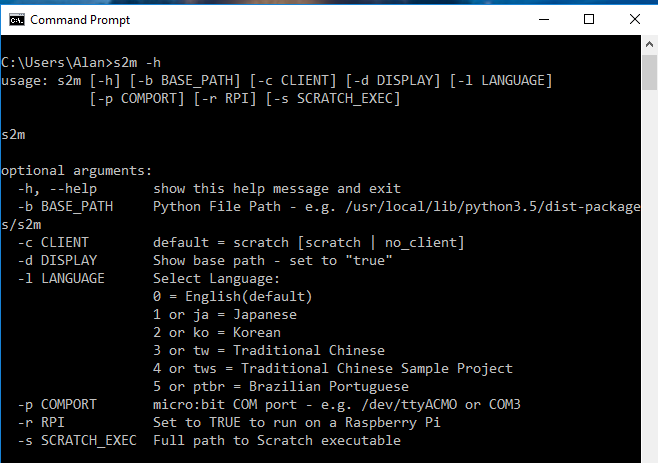 Command Prompt
C:\Users\Alan>s2m -h
usage: s2m [-h] [-b BASE_PATH] [-c CLIENT] [-d DISPLAY] [-l LANGUAGE]
           [-p COMPORT] [-r RPI] [-s SCRATCH_EXEC]
s2m
optional arguments:
  -h, --help       show this help message and exit
  -b BASE_PATH     Python File Path - e.g. /usr/local/lib/python3.5/dist-package
s/s2m
  -c CLIENT        default = scratch [scratch | no_client]
  -d DISPLAY       Show base path - set to "true"
  -l LANGUAGE      Select Language:
                   0 = English(default)
                   1 or ja = Japanese
                   2 or ko = Korean
                   3 or tw = Traditional Chinese
                   4 or tws = Traditional Chinese Sample Project
                   5 or ptbr = Brazilian Portuguese
  -p COMPORT       micro:bit COM port - e.g. /dev/ttyACMO or COM3
  -r RPI           Set to TRUE to run on a Raspberry Pi
  -s SCRATCH_EXEC  Full path to Scratch executable